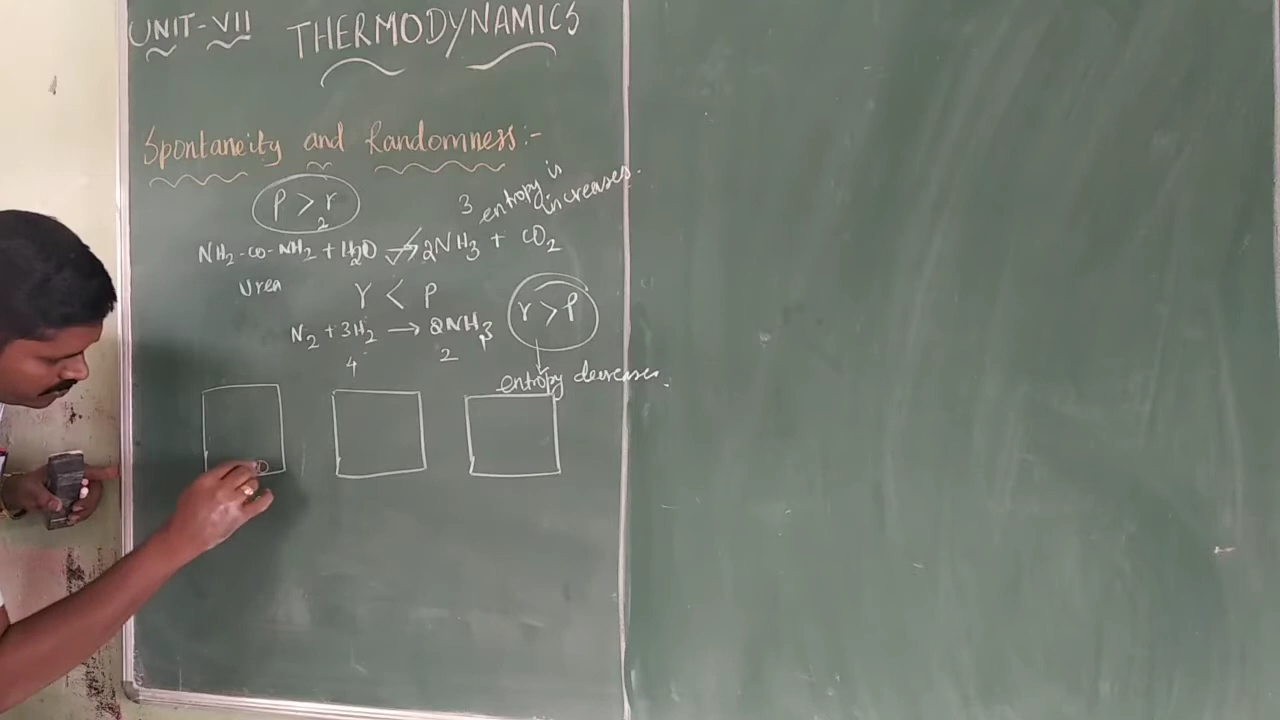 UNIT-VII THERMODYNAMICS
Spontaneity and Randomness:-
P > r
2
3
entropy is
increases.
NH2-CO-NH2 + H2O → 2NH3 + CO2
Urea
r < P
r > P
N2 + 3H2 → 2NH3
4
2
entropy decreases.